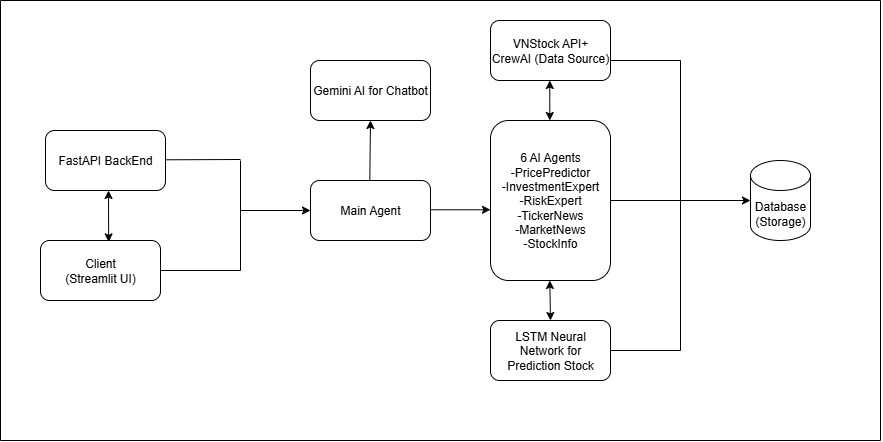 VNStock API+
CrewAI (Data Source)
Gemini AI for Chatbot
FastAPI BackEnd
6 AI Agents
-PricePredictor
-InvestmentExpert
-RiskExpert
-TickerNews
-MarketNews
-StockInfo
Main Agent
Database
(Storage)
Client
(Streamlit UI)
LSTM Neural
Network for
Prediction Stock